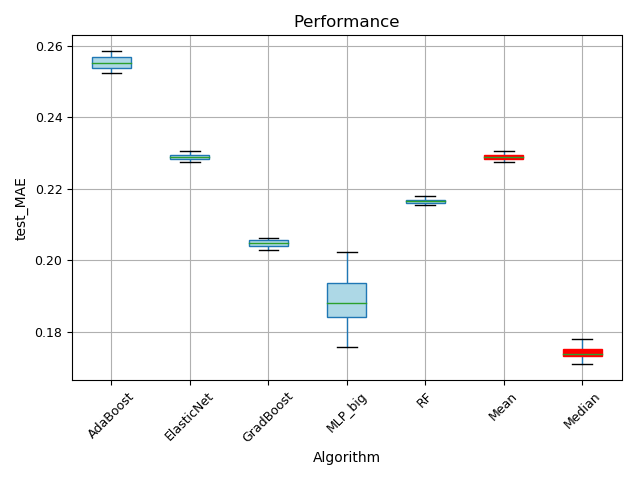 Performance
0.26
0.24
0.22
0.20
0.18
test_MAE
AdaBoost
ElasticNet
GradBoost
MLP_big
RF
Mean
Median
Algorithm